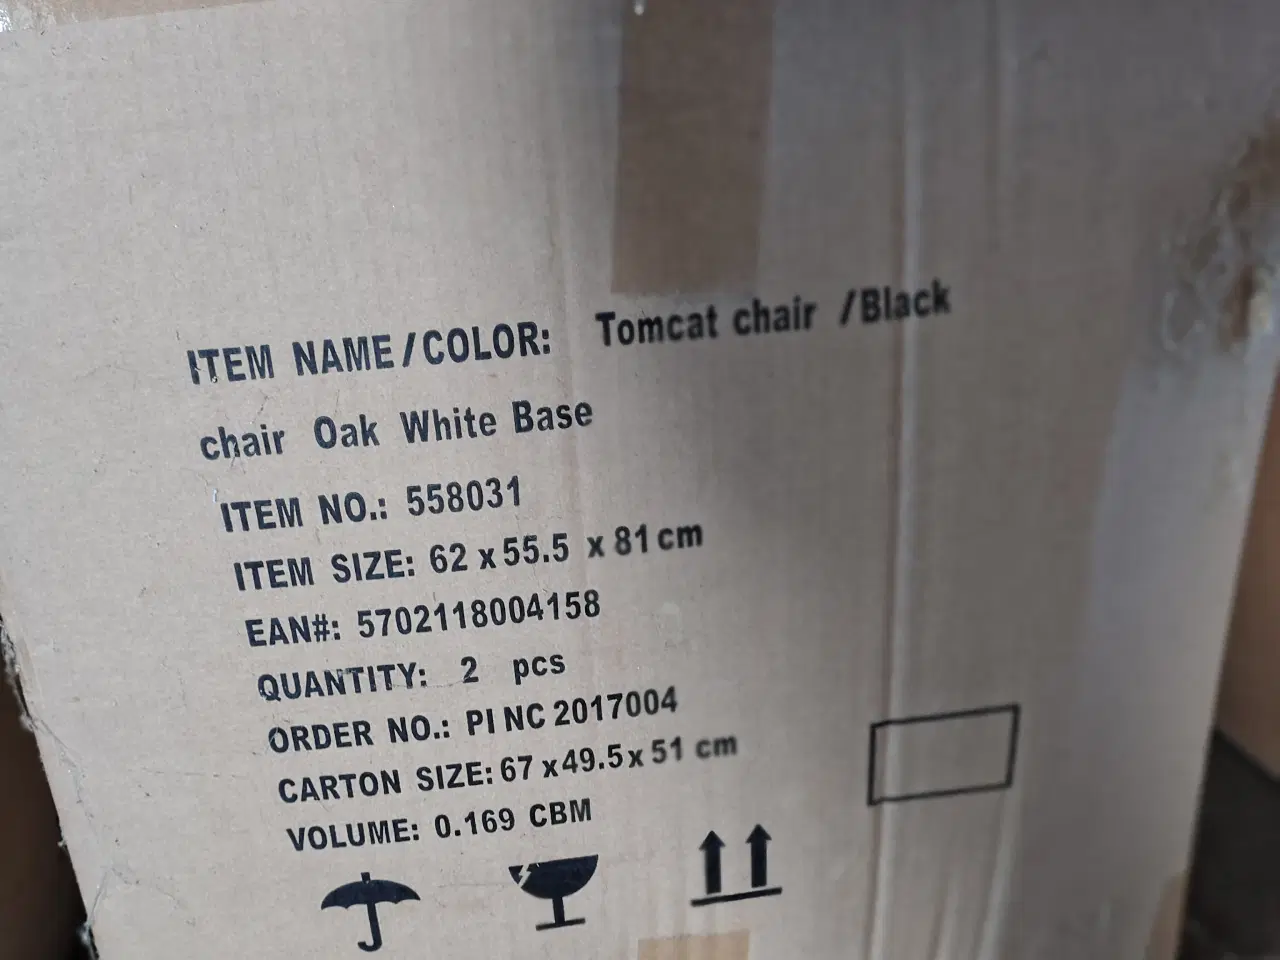 ITEM NAME/COLOR: Tomcat chair /Black
chair Oak White Base
ITEM NO.: 558031
ITEM SIZE: 62 x 55.5 x 81 cm
EAN#: 5702118004158
QUANTITY: 2 pcs
ORDER NO.: PI NC 2017004
CARTON SIZE: 67 x 49.5 x 51 cm
VOLUME: 0.169 CBM